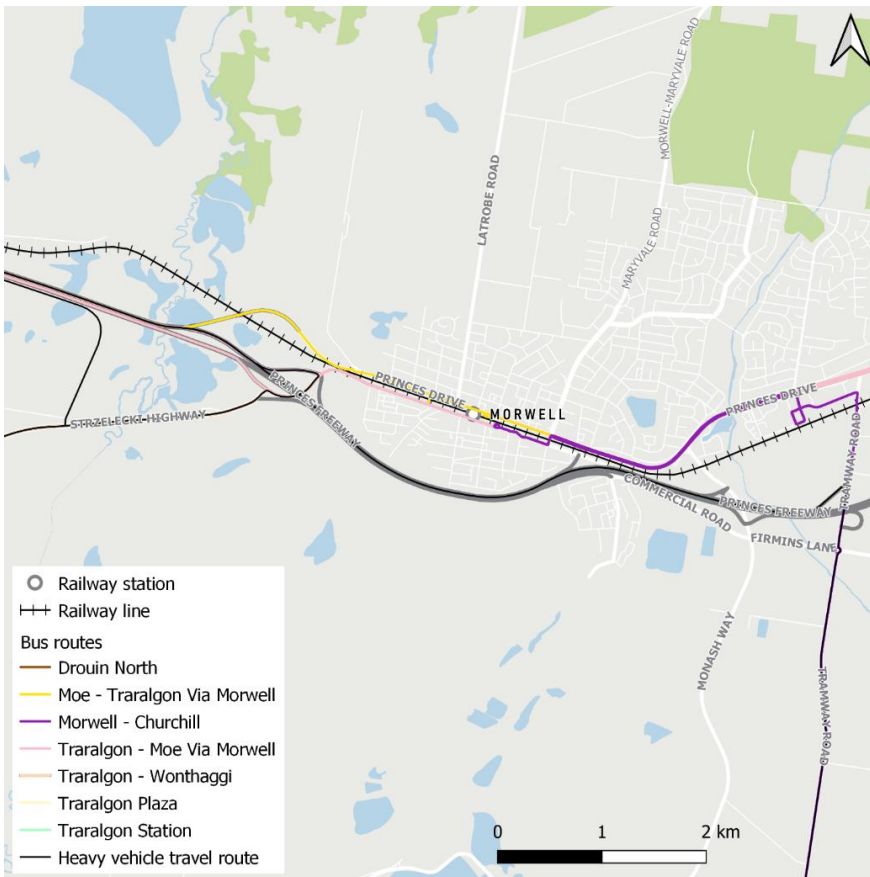 MORWELL-MARYVALE ROAD
LATROBE ROAD
MARYVALE ROAD
PRINCES DRIVE
MORWELL
PRINCES DRIVE
PRINCES FREEWAY
STRZELECKI HIGHWAY
TRAMWAY ROAD
COMMERCIAL ROAD
PRINCES FREEWAY
FIRMINS LANE
MONASH WAY
TRAMWAY ROAD
Railway station
Railway line
Bus routes
Drouin North
Moe - Traralgon Via Morwell
Morwell - Churchill
Traralgon - Moe Via Morwell
Traralgon - Wonthaggi
Traralgon Plaza
Traralgon Station
Heavy vehicle travel route
0 1 2 km